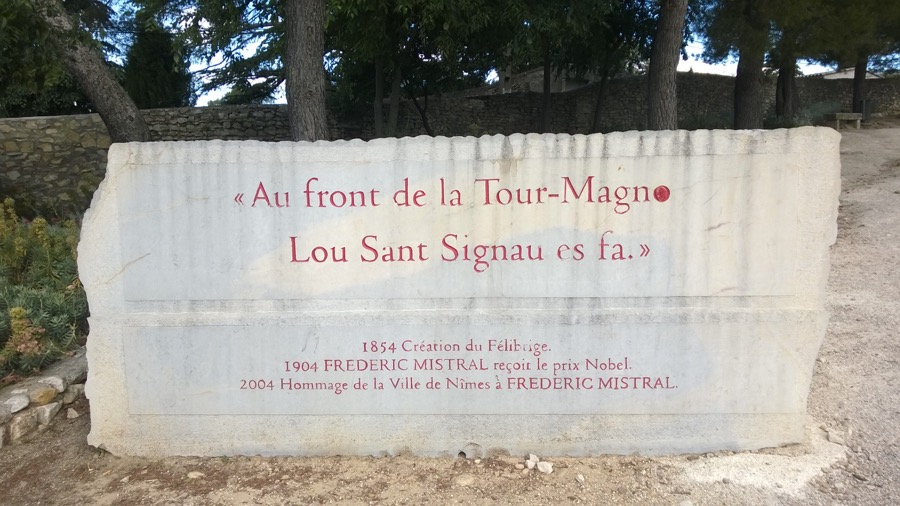 « Au front de la Tour-Magno
Lou Sant Signau es fa. »
1854 Création du Félibrige.
1904 FREDERIC MISTRAL reçoit le prix Nobel.
2004 Hommage de la Ville de Nîmes à FREDERIC MISTRAL.